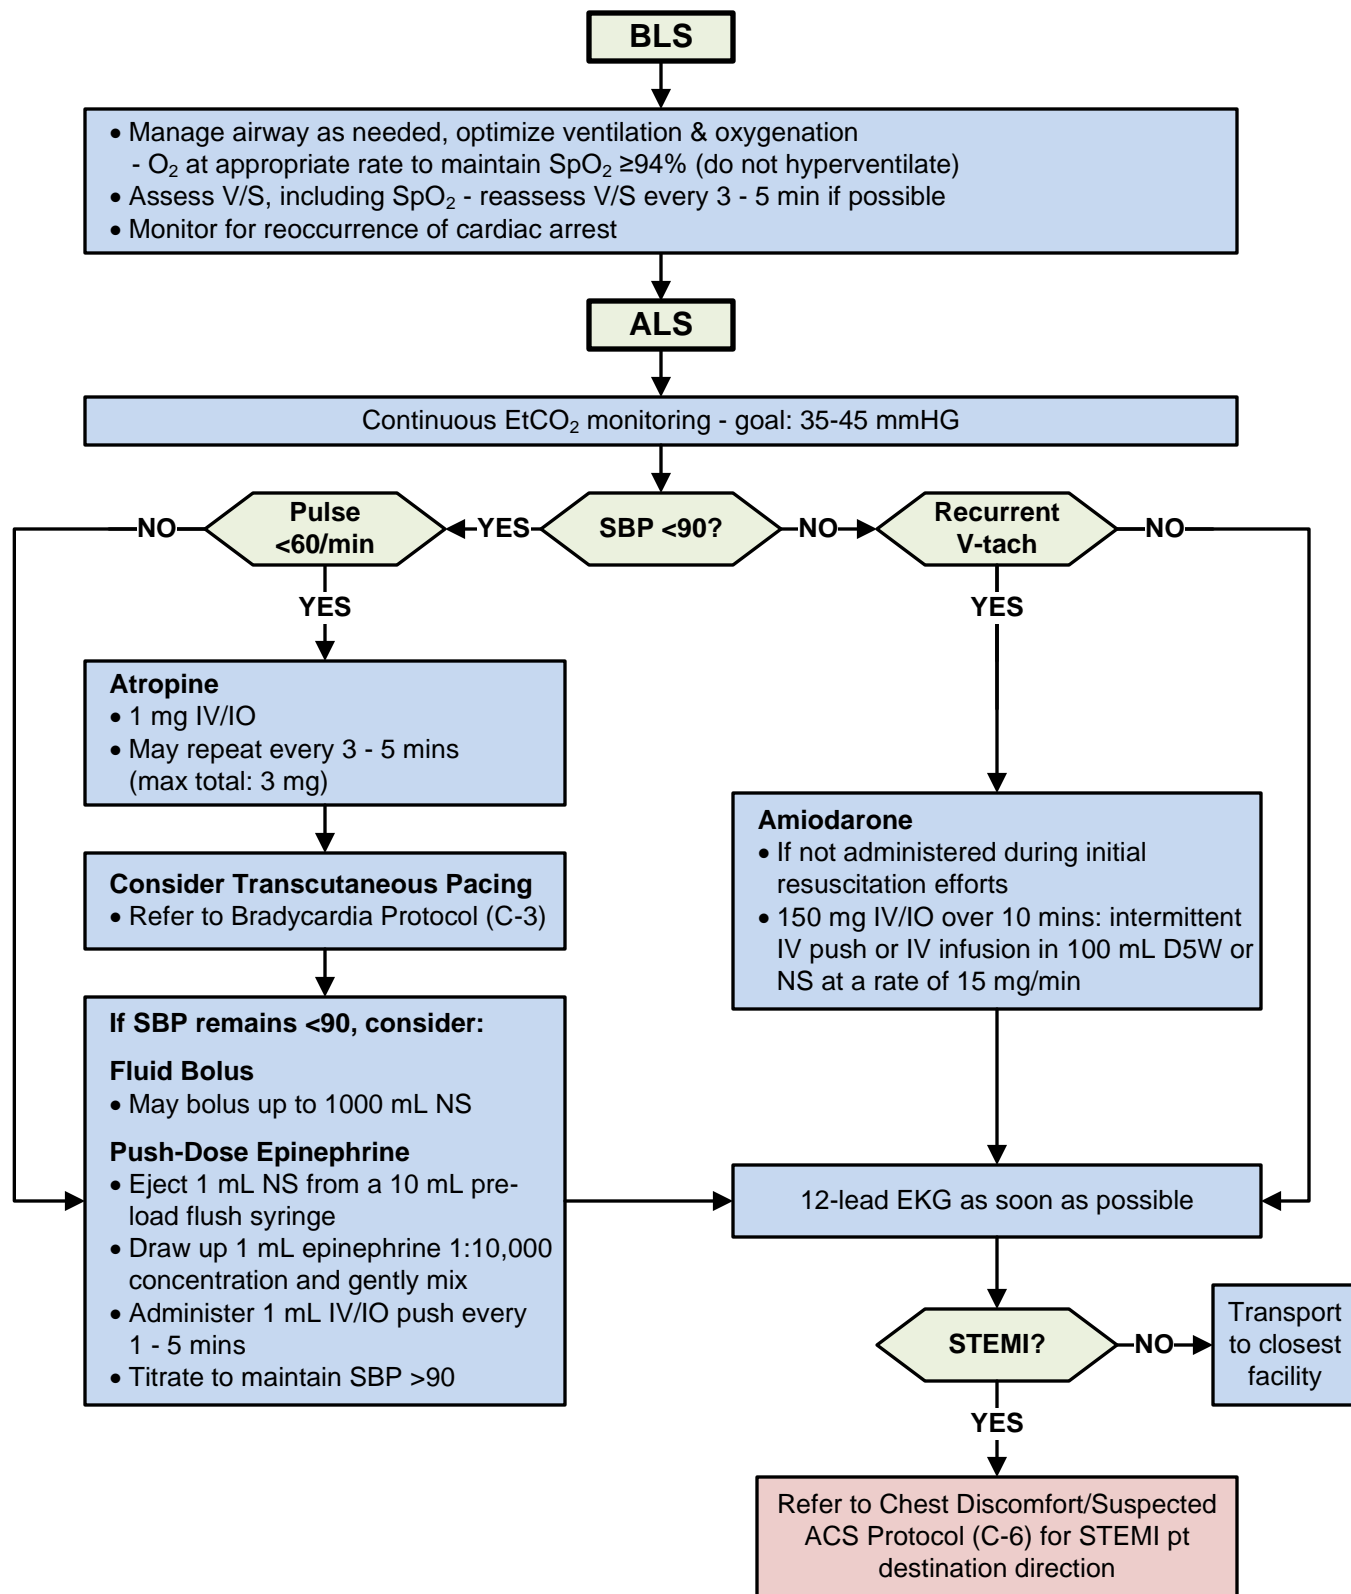 BLS
• Manage airway as needed, optimize ventilation & oxygenation
- O₂ at appropriate rate to maintain SpO₂ ≥94% (do not hyperventilate)
• Assess V/S, including SpO₂ - reassess V/S every 3 - 5 min if possible
• Monitor for reoccurrence of cardiac arrest
ALS
Continuous EtCO₂ monitoring - goal: 35-45 mmHG
SBP <90?
YES
NO
Pulse
<60/min
NO
YES
Atropine
• 1 mg IV/IO
• May repeat every 3 - 5 mins
(max total: 3 mg)
Consider Transcutaneous Pacing
• Refer to Bradycardia Protocol (C-3)
If SBP remains <90, consider:
Fluid Bolus
• May bolus up to 1000 mL NS
Push-Dose Epinephrine
• Eject 1 mL NS from a 10 mL pre-
load flush syringe
• Draw up 1 mL epinephrine 1:10,000
concentration and gently mix
• Administer 1 mL IV/IO push every
1 - 5 mins
• Titrate to maintain SBP >90
Recurrent
V-tach
NO
YES
Amiodarone
• If not administered during initial
resuscitation efforts
• 150 mg IV/IO over 10 mins: intermittent
IV push or IV infusion in 100 mL D5W or
NS at a rate of 15 mg/min
12-lead EKG as soon as possible
STEMI?
NO
Transport
to closest
facility
YES
Refer to Chest Discomfort/Suspected
ACS Protocol (C-6) for STEMI pt
destination direction